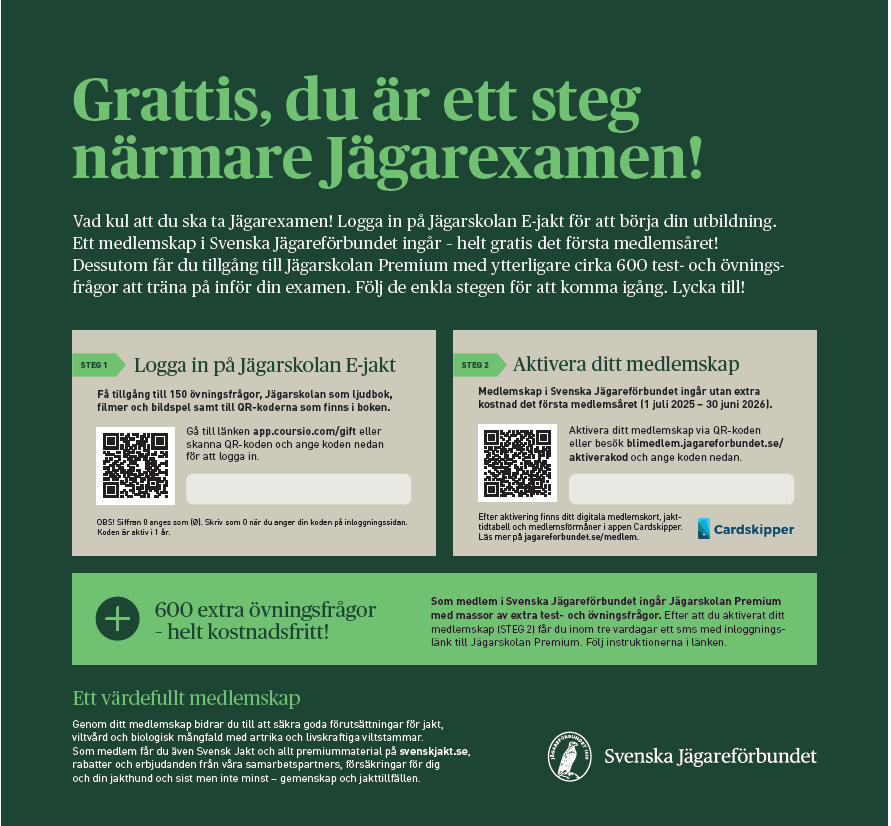 Grattis, du är ett steg
närmare Jägarexamen!
Vad kul att du ska ta Jägarexamen! Logga in på Jägarskolan E-jakt för att börja din utbildning.
Ett medlemskap i Svenska Jägareförbundet ingår – helt gratis det första medlemsåret!
Dessutom får du tillgång till Jägarskolan Premium med ytterligare cirka 600 test- och övnings-
frågor att träna på inför din examen. Följ de enkla stegen för att komma igång. Lycka till!
STEG 1
Logga in på Jägarskolan E-jakt
Få tillgång till 150 övningsfrågor, Jägarskolan som ljudbok,
filmer och bildspel samt till QR-koderna som finns i boken.
Gå till länken app.coursio.com/gift eller
skanna QR-koden och ange koden nedan
för att logga in.
OBS! Siffran 0 anges som (Ø). Skriv som 0 när du anger din koden på inloggningssidan.
Koden är aktiv i 1 år.
STEG 2
Aktivera ditt medlemskap
Medlemskap i Svenska Jägareförbundet ingår utan extra
kostnad det första medlemsåret (1 juli 2025 – 30 juni 2026).
Aktivera ditt medlemskap via QR-koden
eller besök blimedlem.jagareforbundet.se/
aktiverakod och ange koden nedan.
Efter aktivering finns ditt digitala medlemskort, jakt-
tidtabell och medlemsförmåner i appen Cardskipper.
Läs mer på jagareforbundet.se/medlem.
Cardskipper
600 extra övningsfrågor
– helt kostnadsfritt!
Som medlem i Svenska Jägareförbundet ingår Jägarskolan Premium
med massor av extra test- och övningsfrågor. Efter att du aktiverat ditt
medlemskap (STEG 2) får du inom tre vardagar ett sms med inloggnings-
länk till Jägarskolan Premium. Följ instruktionerna i länken.
Ett värdefullt medlemskap
Genom ditt medlemskap bidrar du till att säkra goda förutsättningar för jakt,
viltvård och biologisk mångfald med artrika och livskraftiga viltstammar.
Som medlem får du även Svensk Jakt och allt premiummaterial på svenskjakt.se,
rabatter och erbjudanden från våra samarbetspartners, försäkringar för dig
och din jakthund och sist men inte minst – gemenskap och jakttillfällen.
Svenska Jägareförbundet